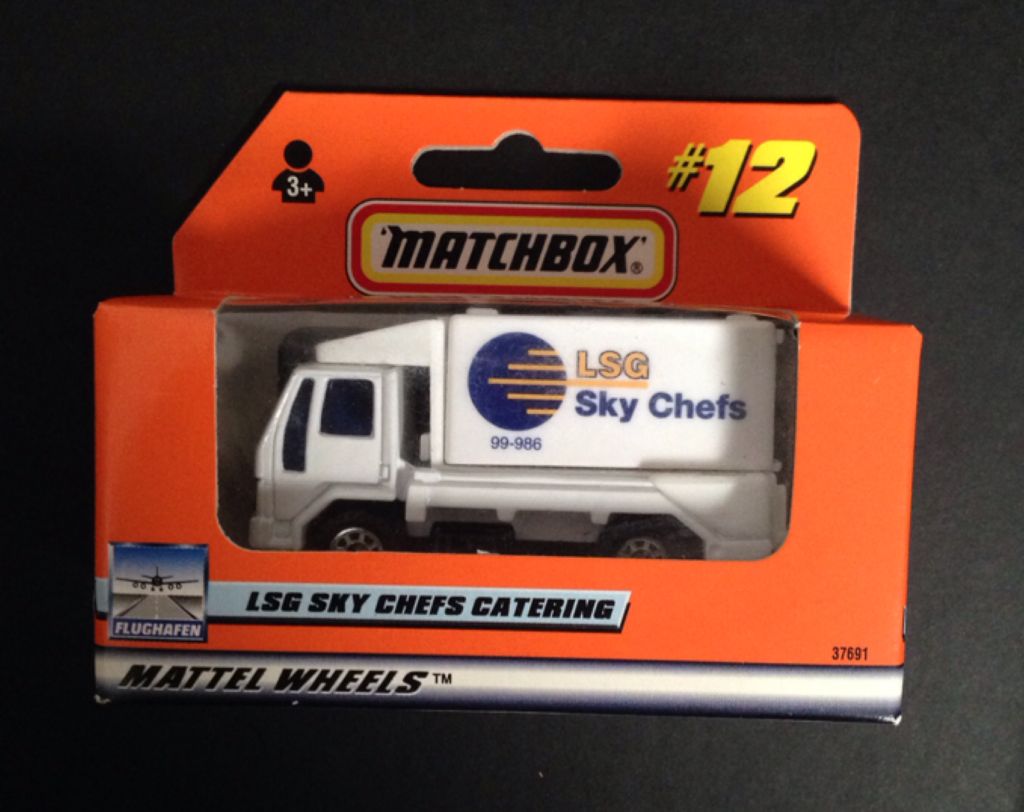 3+
#12
'MATCHBOX'®
LSG
Sky Chefs
99-986
FLUGHAFEN
LSG SKY CHEFS CATERING
37691
MATTEL WHEELS™